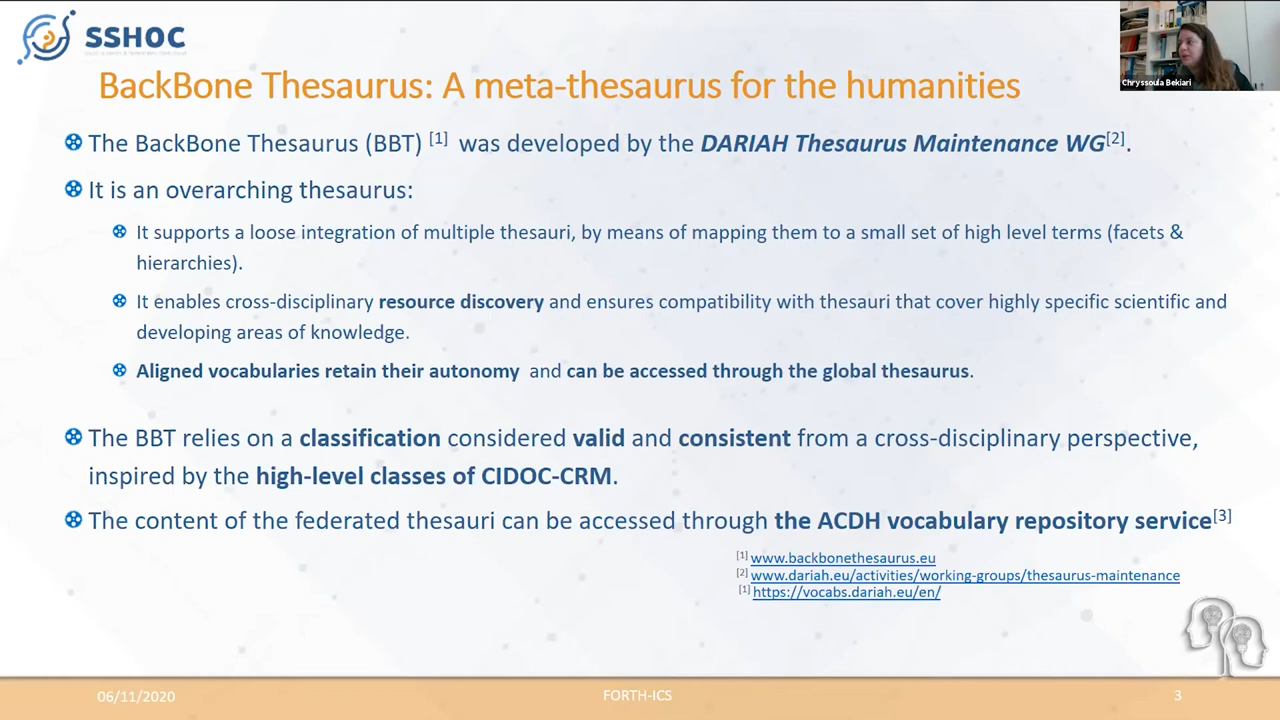 SSHOC
Chryssoula Bekiari
BackBone Thesaurus: A meta-thesaurus for the humanities
The BackBone Thesaurus (BBT) [1] was developed by the DARIAH Thesaurus Maintenance WG[2].
It is an overarching thesaurus:
It supports a loose integration of multiple thesauri, by means of mapping them to a small set of high level terms (facets &
hierarchies).
It enables cross-disciplinary resource discovery and ensures compatibility with thesauri that cover highly specific scientific and
developing areas of knowledge.
Aligned vocabularies retain their autonomy and can be accessed through the global thesaurus.
The BBT relies on a classification considered valid and consistent from a cross-disciplinary perspective,
inspired by the high-level classes of CIDOC-CRM.
The content of the federated thesauri can be accessed through the ACDH vocabulary repository service[3]
[1] www.backbonethesaurus.eu
[2] www.dariah.eu/activities/working-groups/thesaurus-maintenance
[1] https://vocabs.dariah.eu/en/
06/11/2020
FORTH-ICS
3